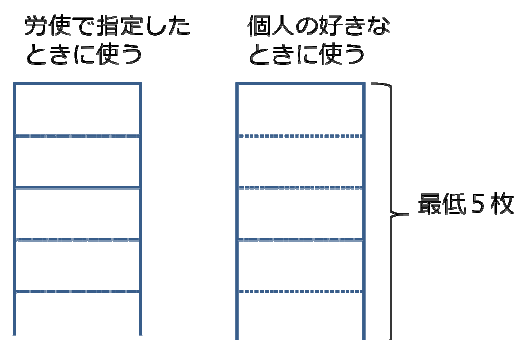 労使で指定した
ときに使う
個人の好きな
ときに使う
最低５枚